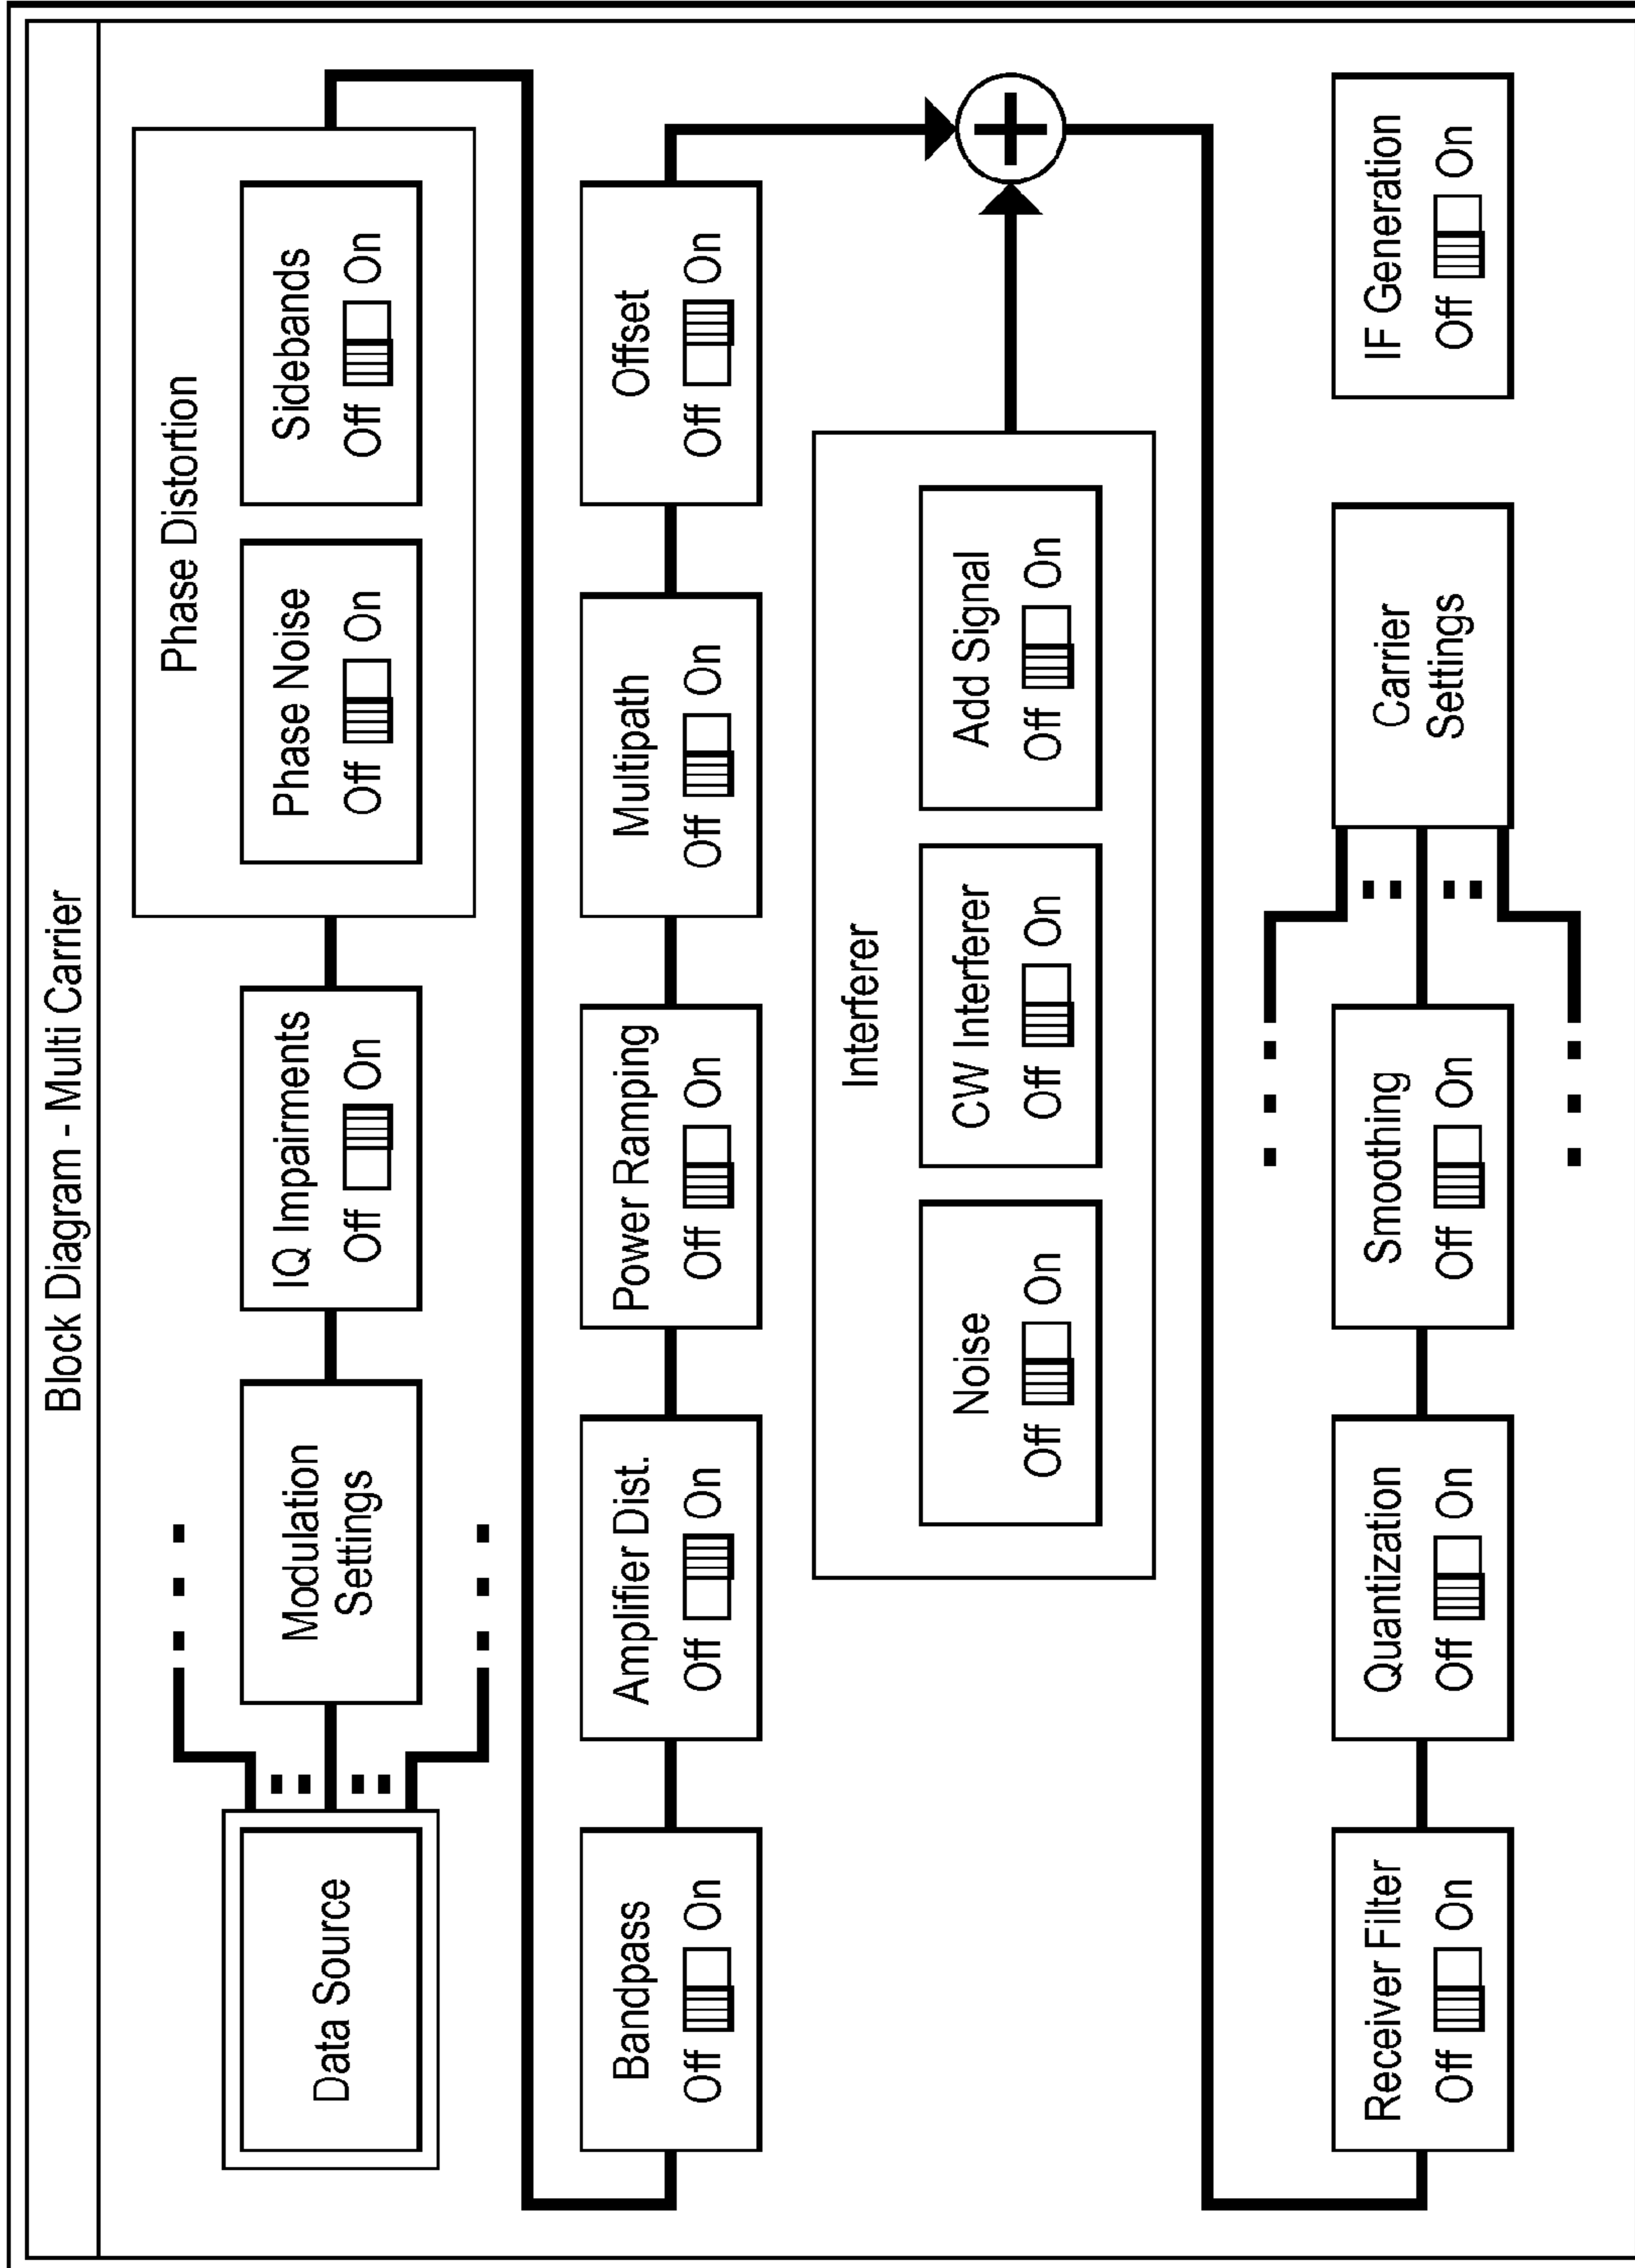 Block Diagram - Multi Carrier
Data Source
Modulation
Settings
IQ Impairments
Off On
Phase Distortion
Phase Noise
Off On
Sidebands
Off On
Bandpass
Off On
Amplifier Dist.
Off On
Power Ramping
Off On
Multipath
Off On
Offset
Off On
Interferer
Noise
Off On
CW Interferer
Off On
Add Signal
Off On
Receiver Filter
Off On
Quantization
Off On
Smoothing
Off On
Carrier
Settings
IF Generation
Off On